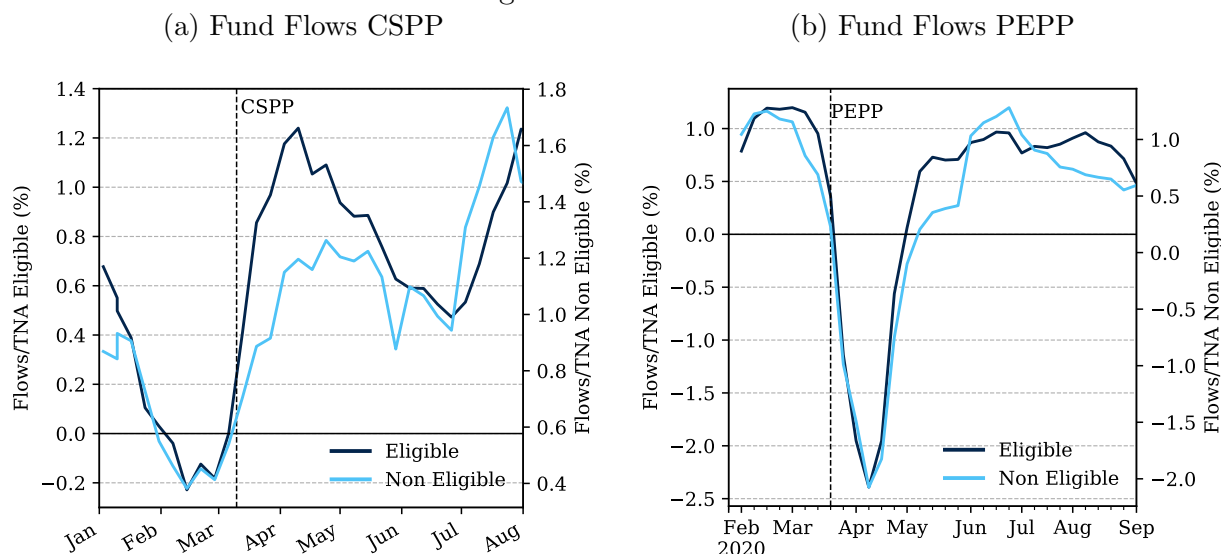 (a) Fund Flows CSPP
1.4
1.2
1.0
0.8
0.6
0.4
0.2
0.0
−0.2
Flows/TNA Eligible (%)
CSPP
Eligible
Non Eligible
1.8
1.6
1.4
1.2
1.0
0.8
0.6
0.4
Flows/TNA Non Eligible (%)
Jan
Feb
Mar
Apr
May
Jun
Jul
Aug
(b) Fund Flows PEPP
1.0
0.5
0.0
−0.5
−1.0
−1.5
−2.0
−2.5
Flows/TNA Eligible (%)
PEPP
Eligible
Non Eligible
1.0
0.5
0.0
−0.5
−1.0
−1.5
−2.0
Flows/TNA Non Eligible (%)
Feb
2020
Mar
Apr
May
Jun
Jul
Aug
Sep